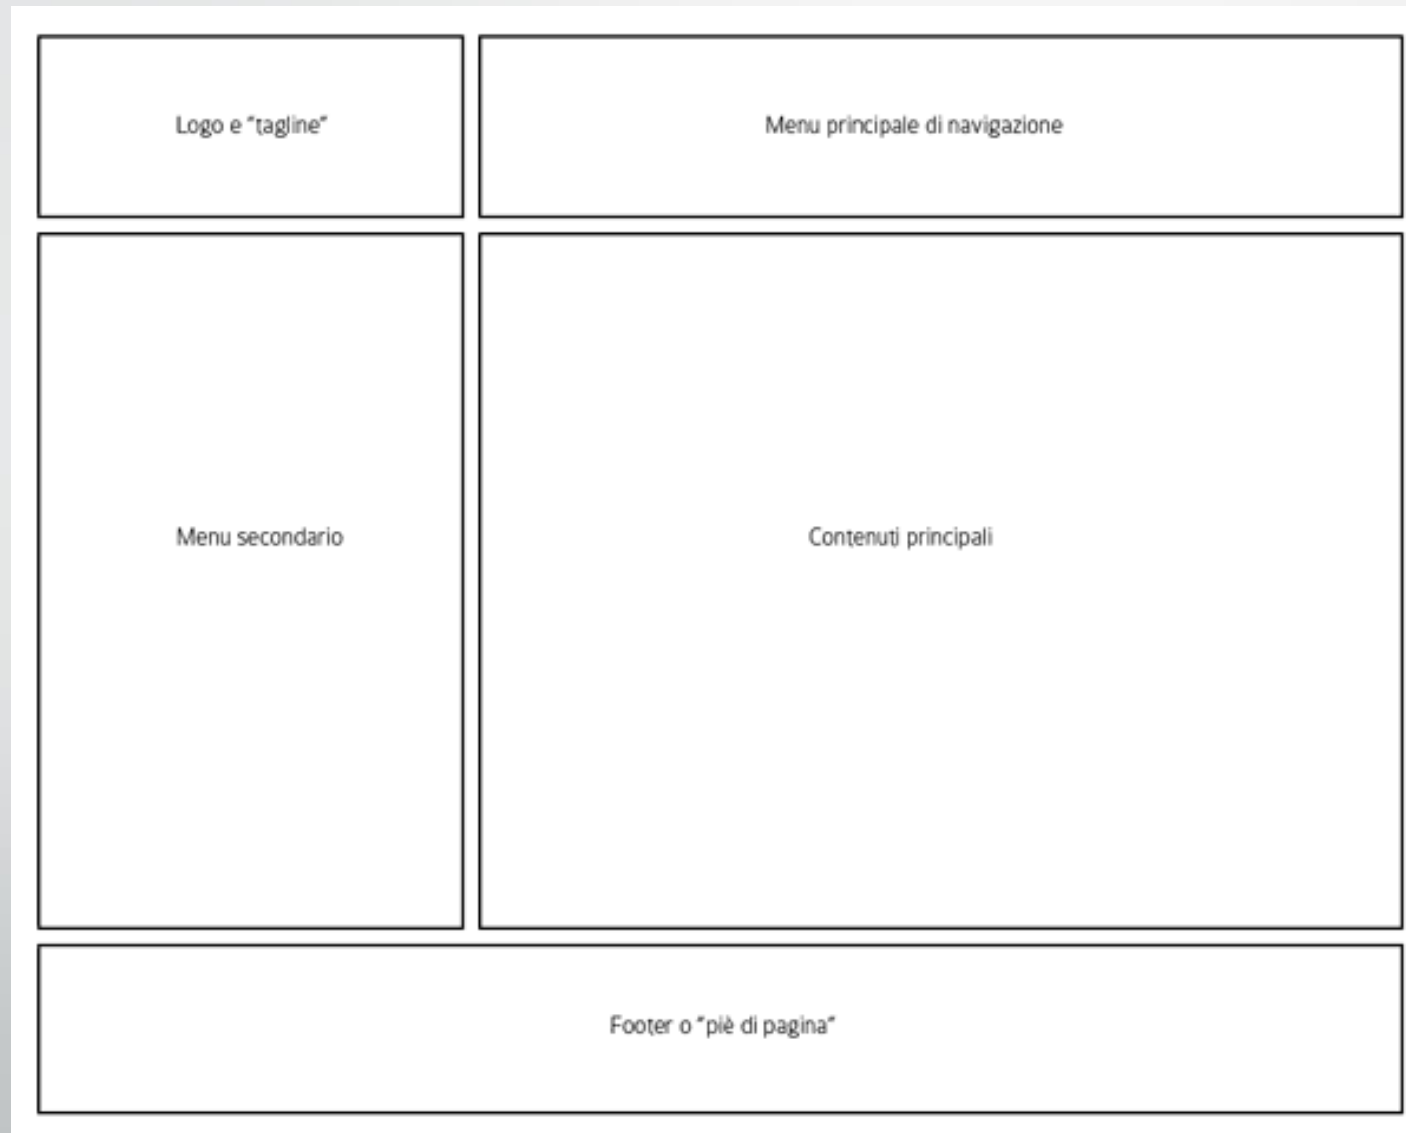 Logo e "tagline"
Menu principale di navigazione
Menu secondario
Contenuti principali
Footer o "piè di pagina"